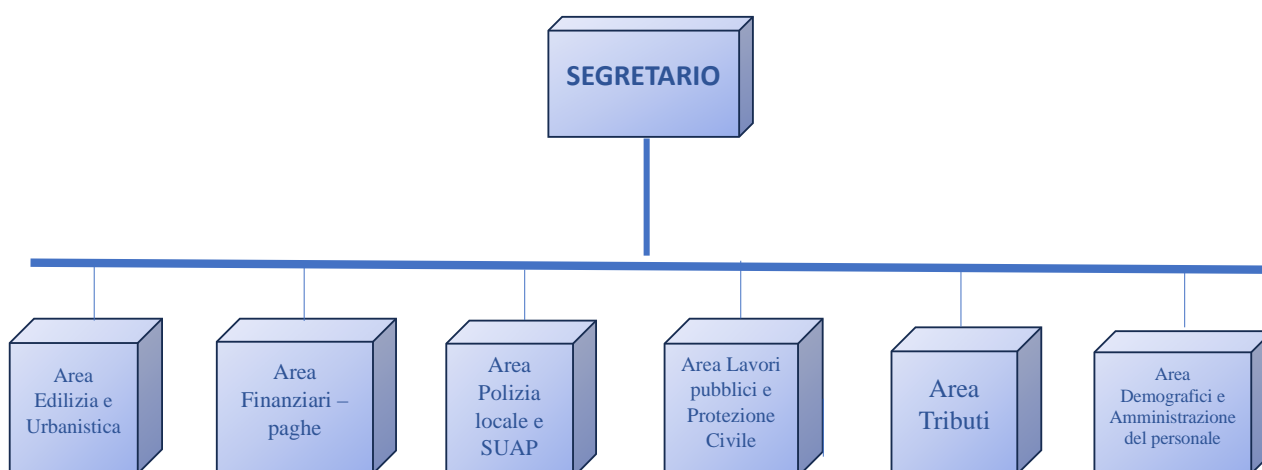 SEGRETARIO
Area
Edilizia e
Urbanistica
Area
Finanziari –
paghe
Area
Polizia
locale e
SUAP
Area Lavori
pubblici e
Protezione
Civile
Area
Tributi
Area
Demografici e
Amministrazione
del personale